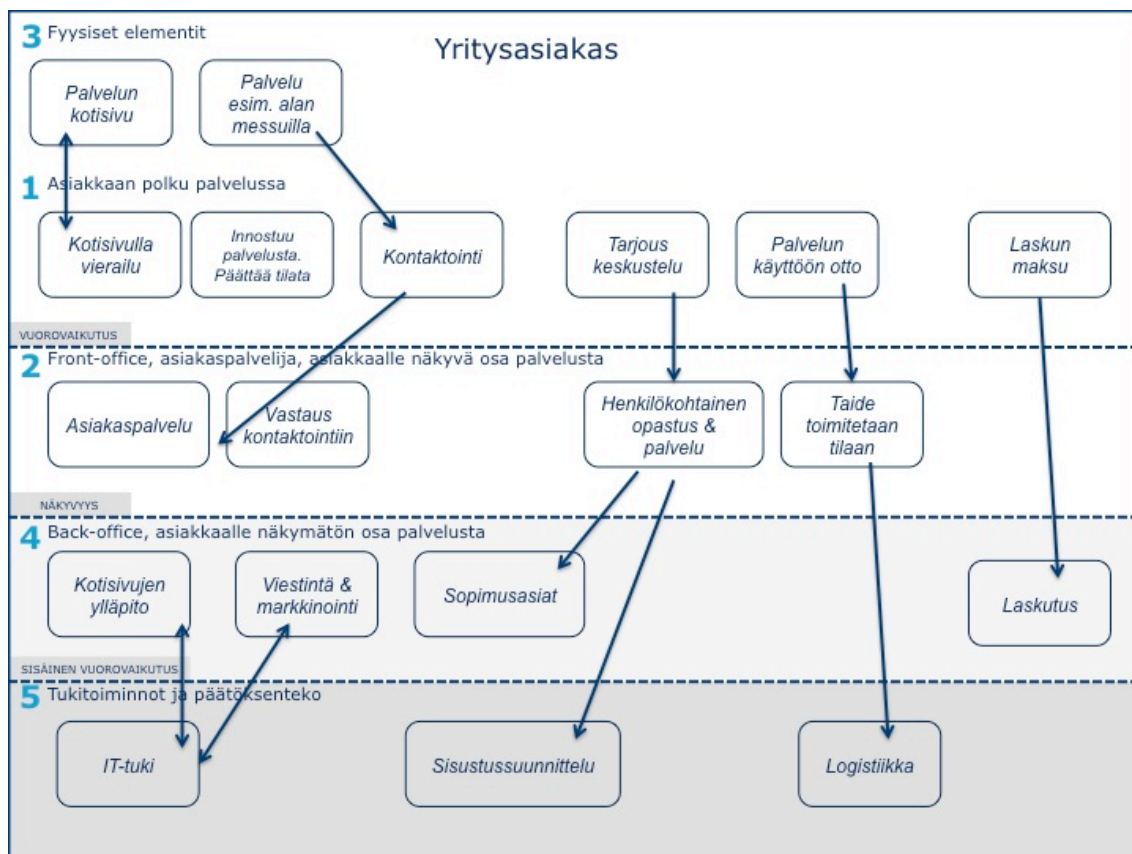 3 Fyysiset elementit
Yritysasiakas
Palvelun
kotisivu
Palvelu
esim. alan
messuilla
1 Asiakkaan polku palvelussa
Kotisivulla
vierailu
Innostuu
palvelusta.
Päättää tilata
Kontaktointi
Tarjous
keskustelu
Palvelun
käyttöön otto
Laskun
maksu
VUOROVAIKUTUS
2 Front-office, asiakaspalvelija, asiakkaalle näkyvä osa palvelusta
Asiakaspalvelu
Vastaus
kontaktointiin
Henkilökohtainen
opastus &
palvelu
Taide
toimitetaan
tilaan
NÄKYVYYS
4 Back-office, asiakkaalle näkymätön osa palvelusta
Kotisivujen
ylläpito
Viestintä &
markkinointi
Sopimusasiat
Laskutus
SISÄINEN VUOROVAIKUTUS
5 Tukitoiminnot ja päätöksenteko
IT-tuki
Sisustussuunnittelu
Logistiikka